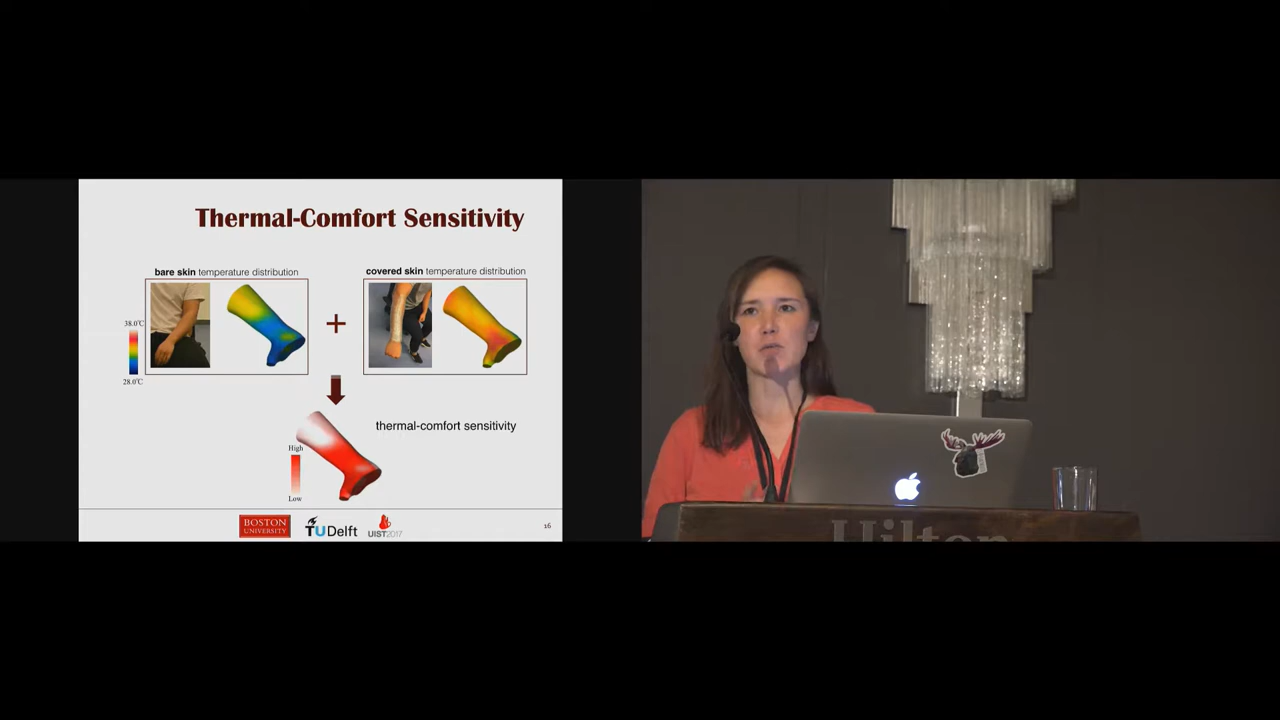 Thermal-Comfort Sensitivity
bare skin temperature distribution
covered skin temperature distribution
38.0°C
28.0°C
+
thermal-comfort sensitivity
High
Low
BOSTON
UNIVERSITY
TUDelft
UIST2017
16
Hilton